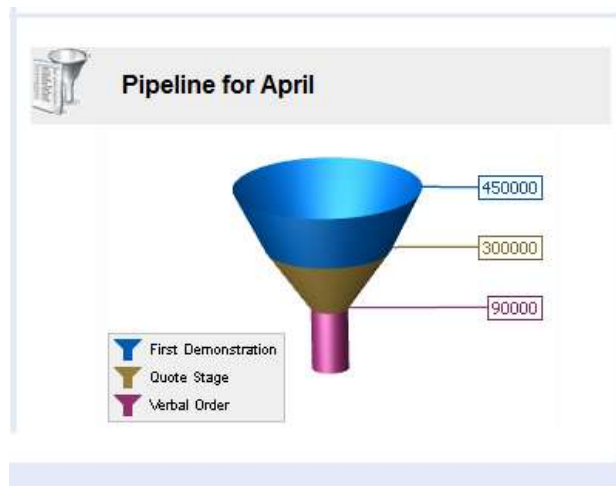 Pipeline for April
450000
300000
90000
First Demonstration
Quote Stage
Verbal Order